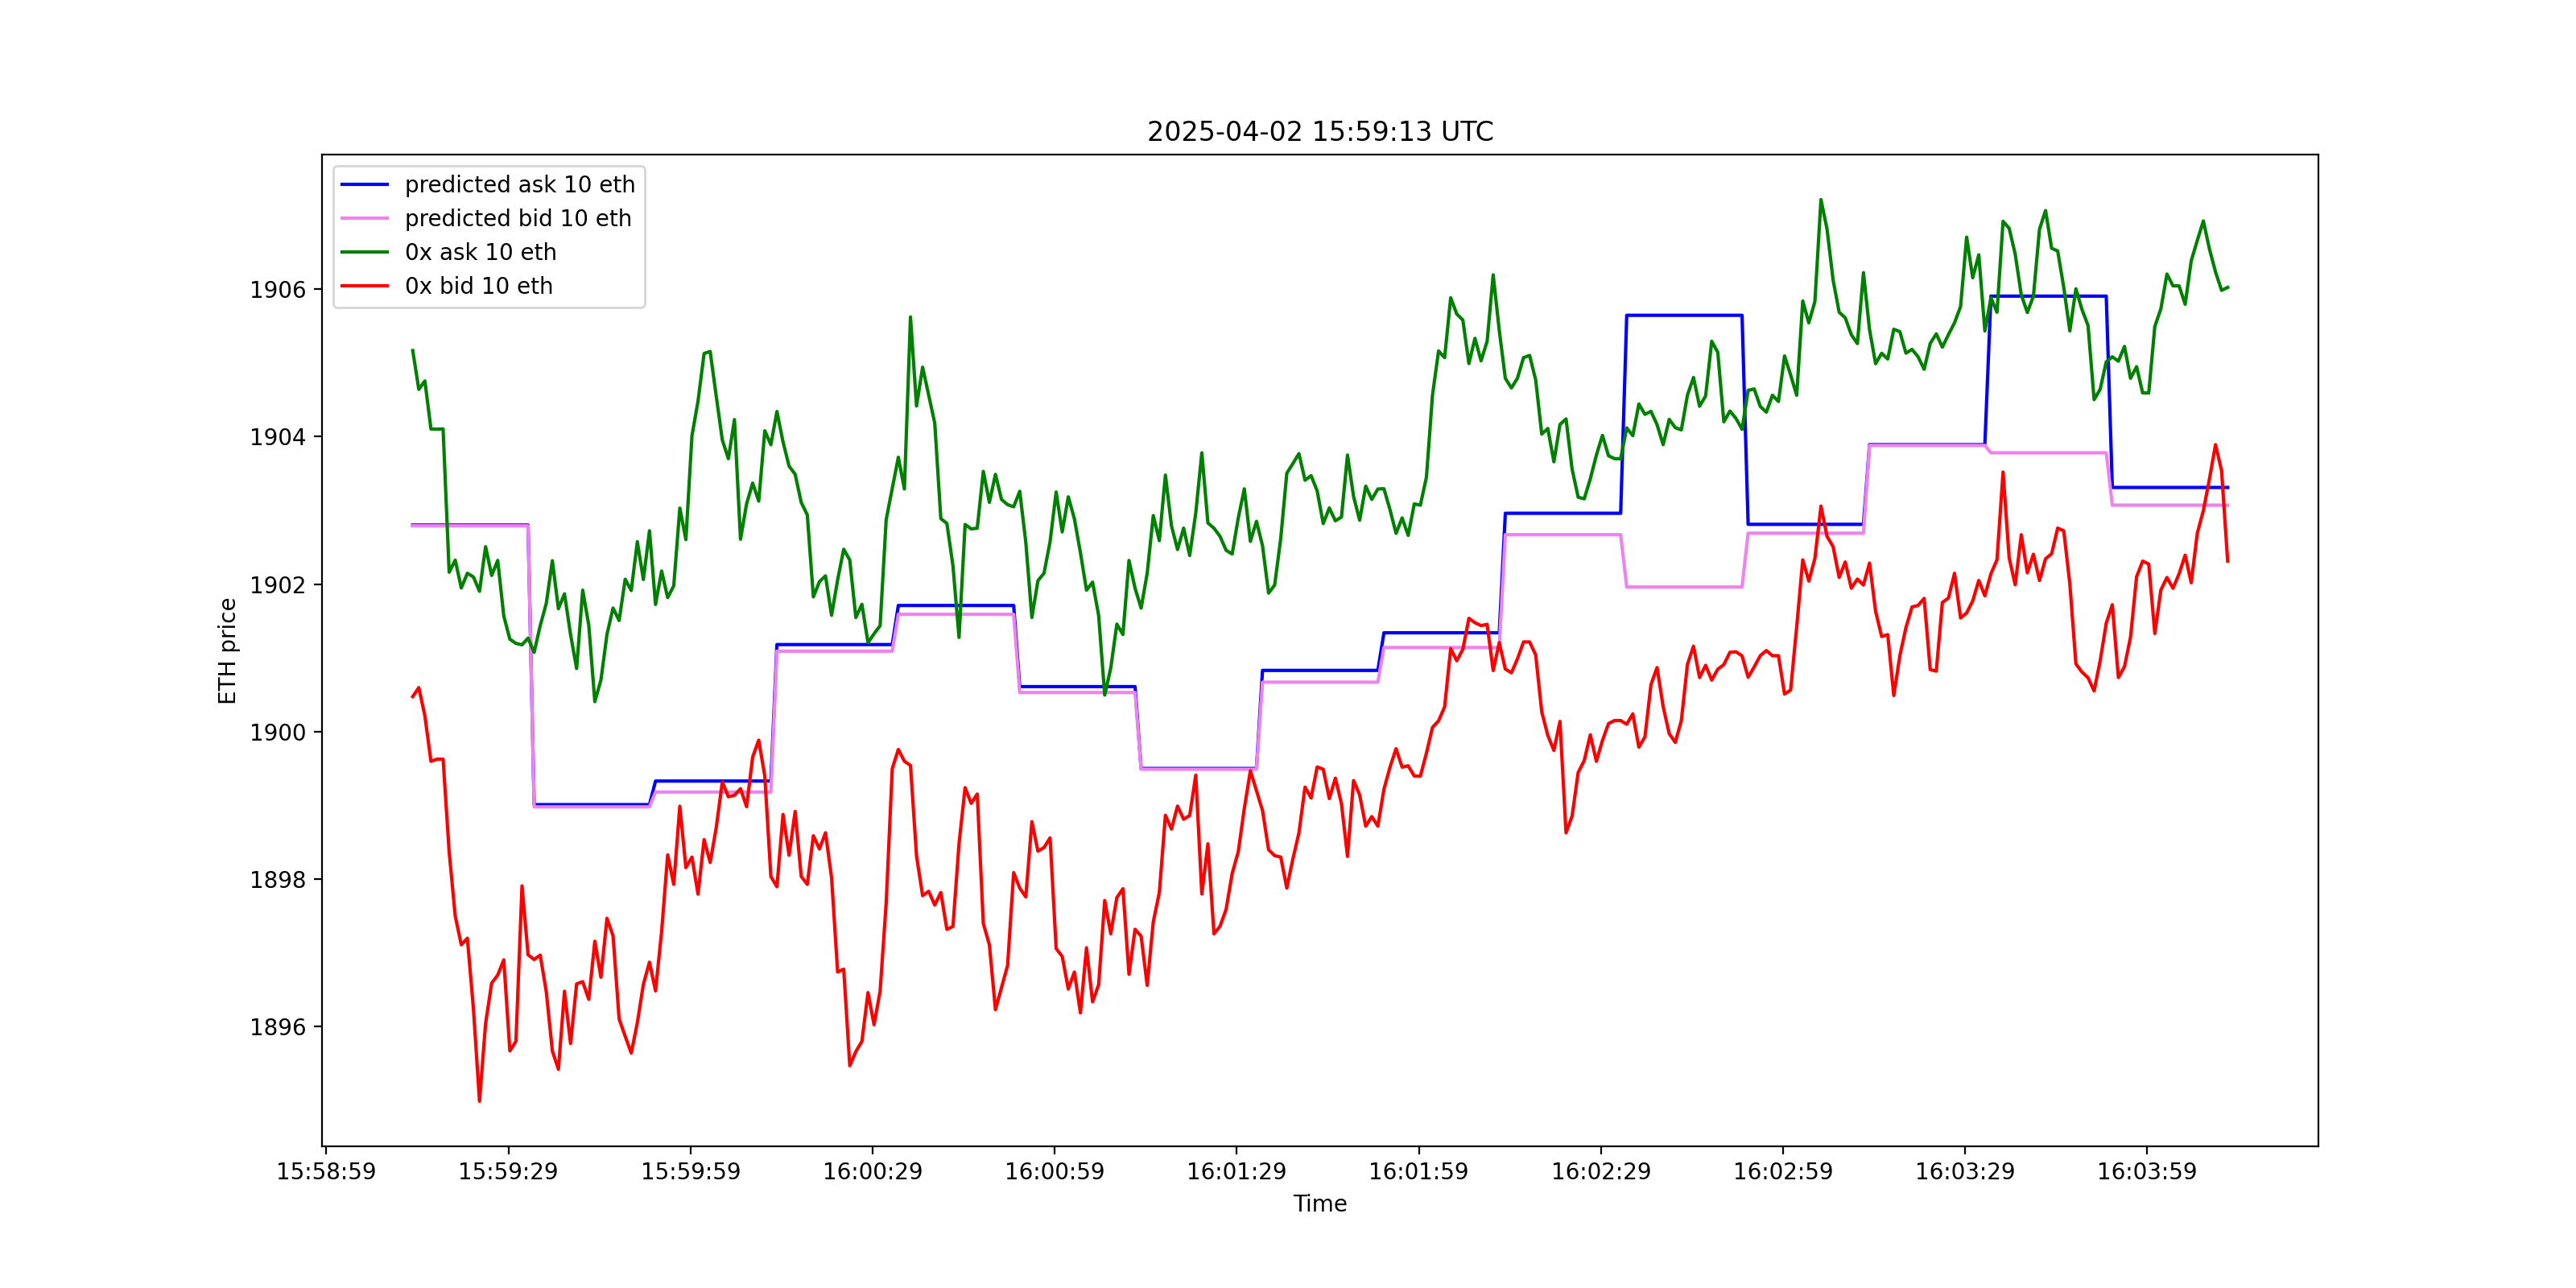 2025-04-02 15:59:13 UTC
predicted ask 10 eth
predicted bid 10 eth
0x ask 10 eth
0x bid 10 eth
ETH price
1906
1904
1902
1900
1898
1896
15:58:59 15:59:29 15:59:59 16:00:29 16:00:59 16:01:29 16:01:59 16:02:29 16:02:59 16:03:29 16:03:59
Time